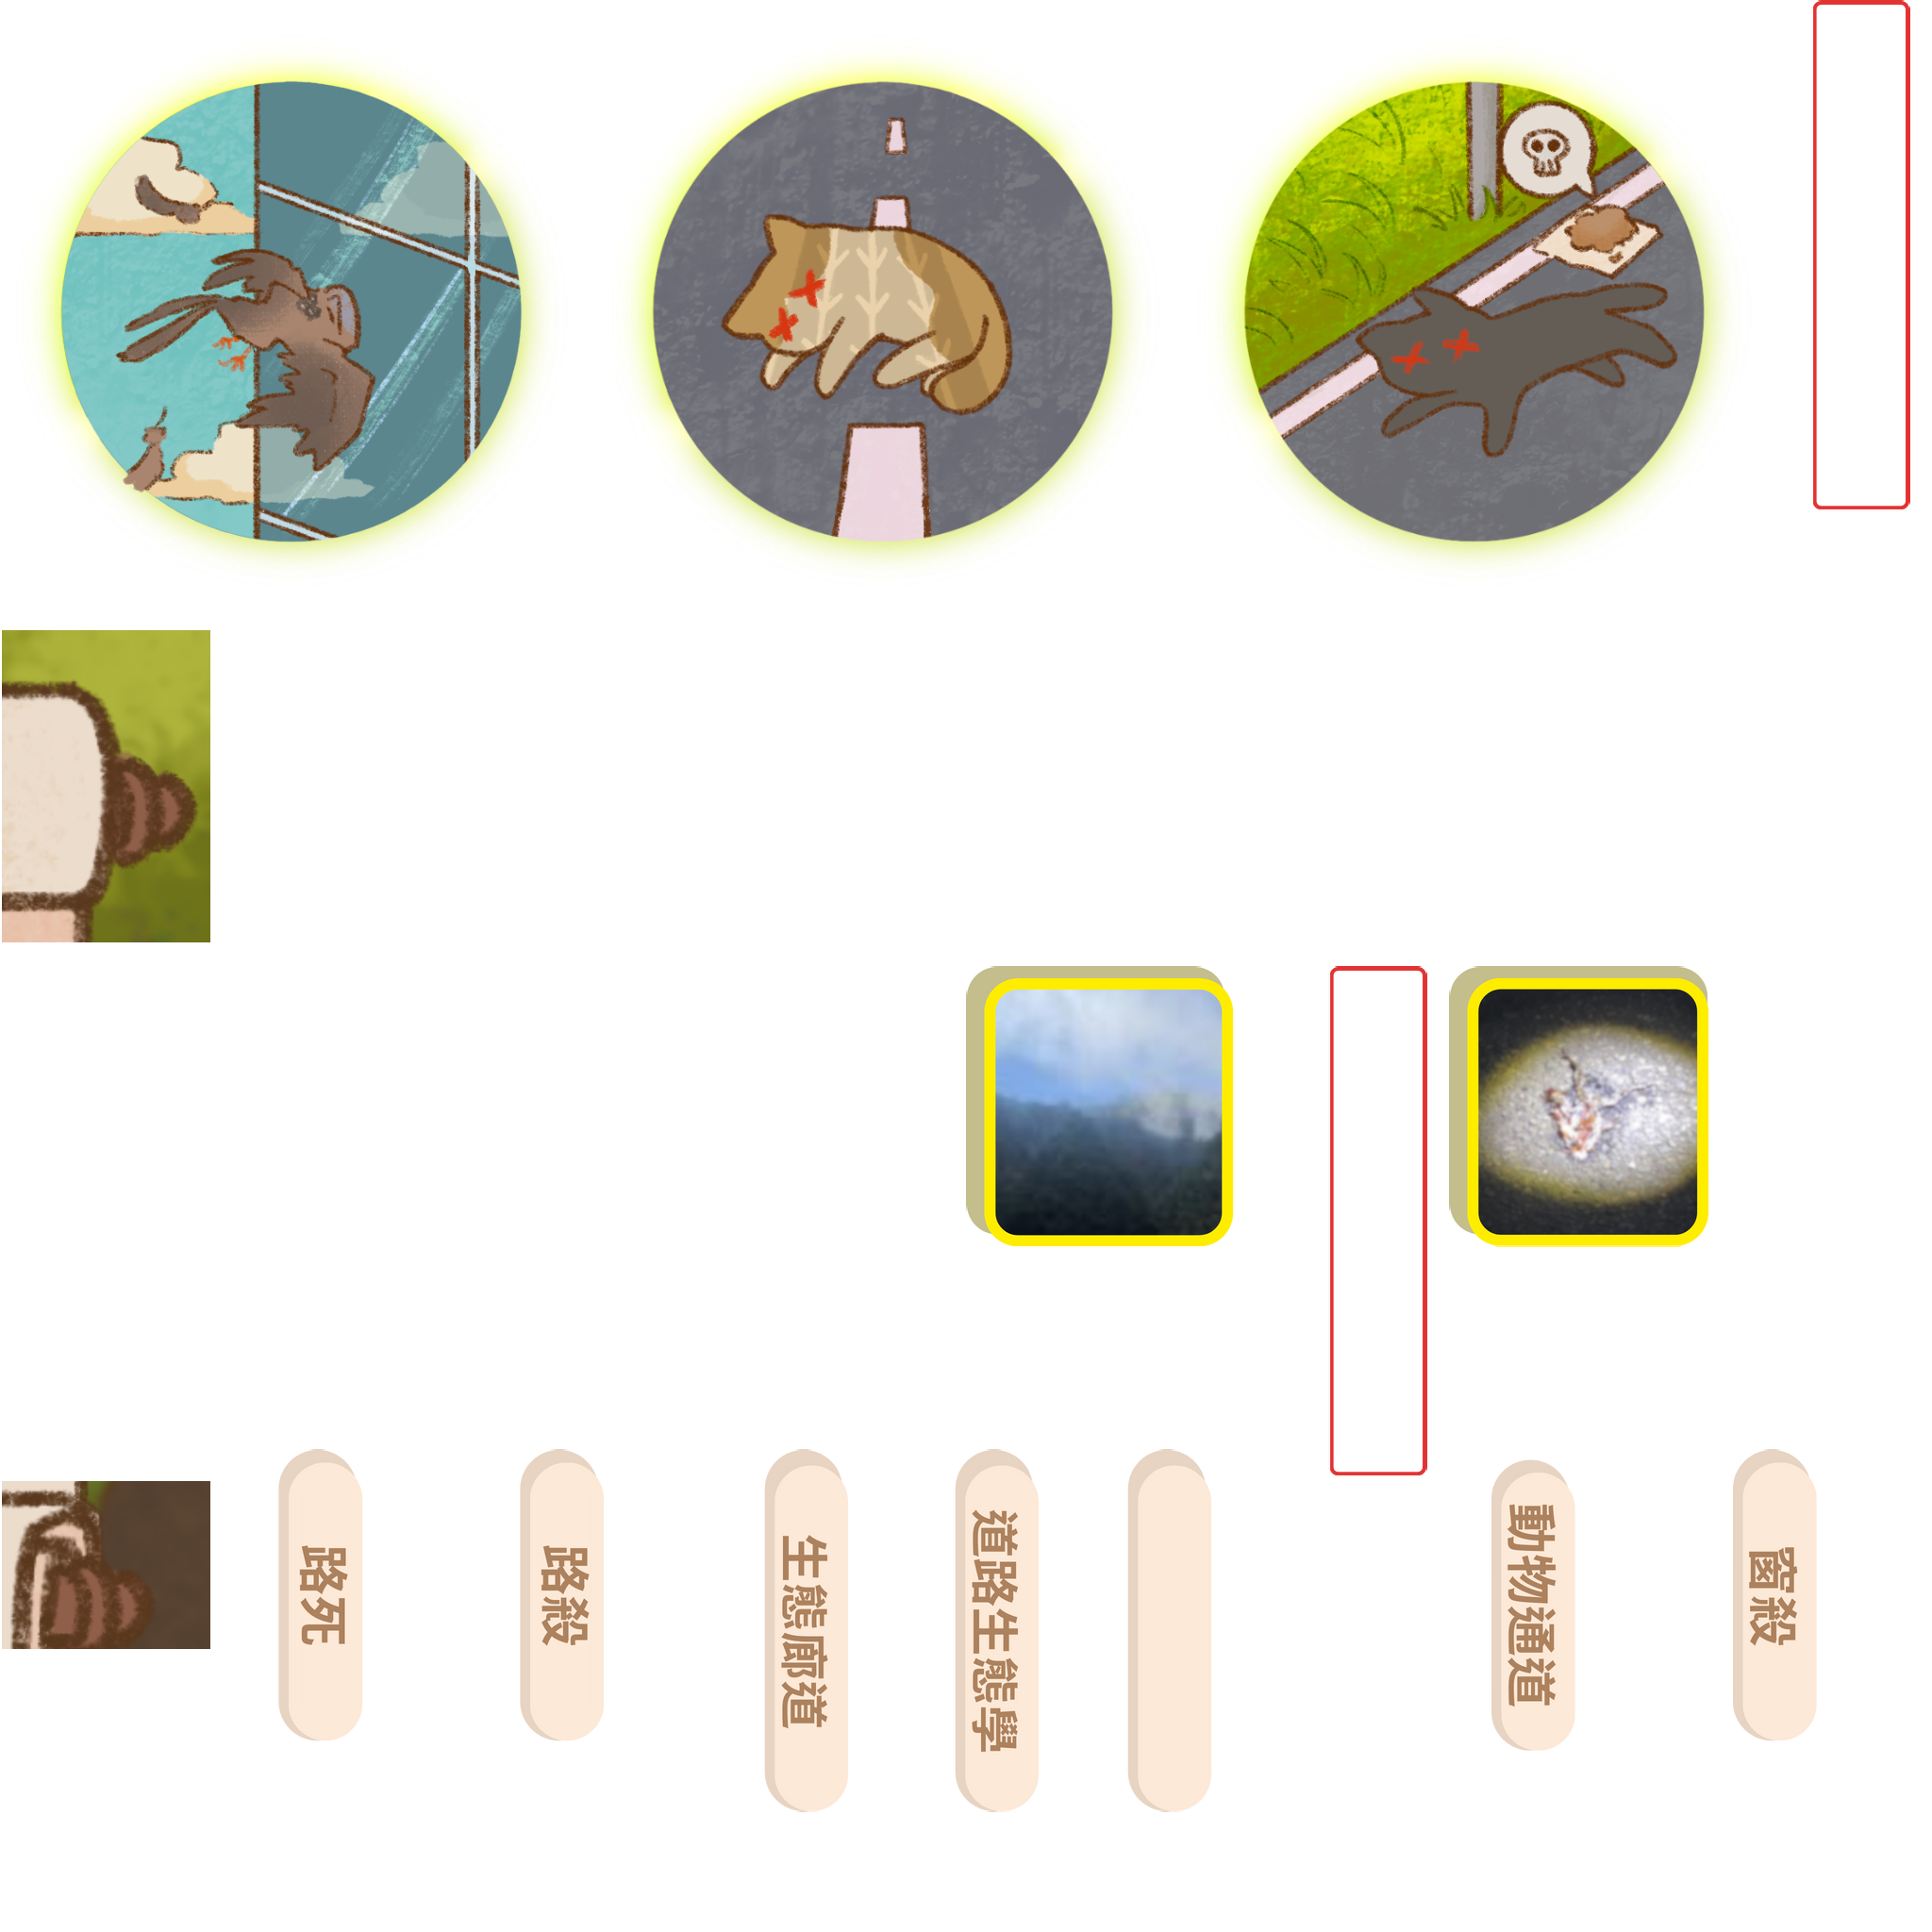 路死
路殺
生態廊道
道路生態學
動物通道
窗殺